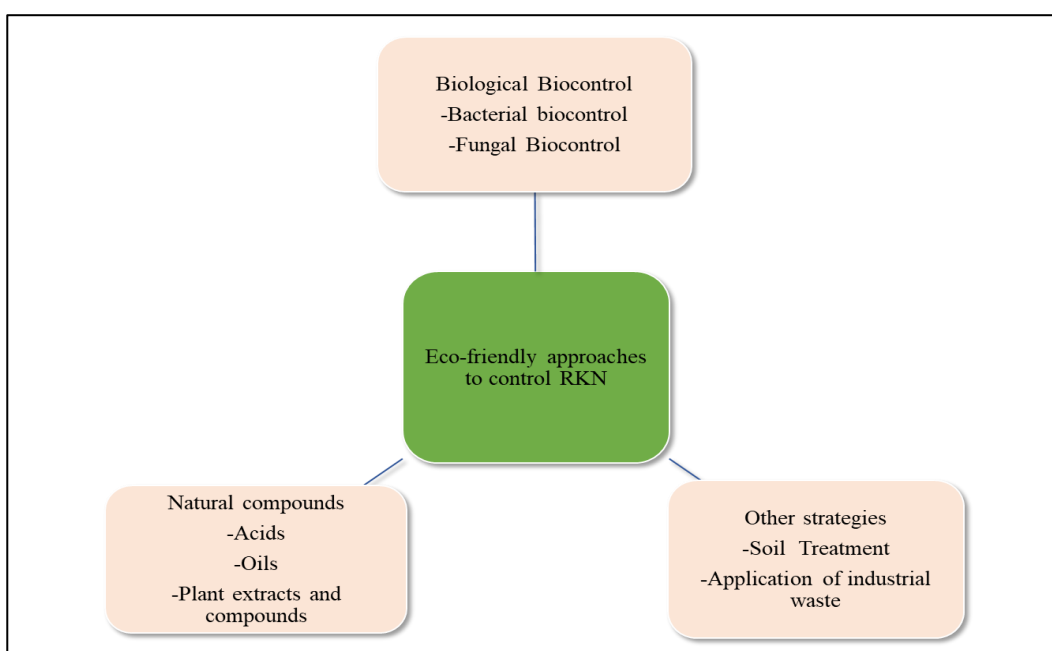 Biological Biocontrol
-Bacterial biocontrol
-Fungal Biocontrol
Eco-friendly approaches
to control RKN
Natural compounds
-Acids
-Oils
-Plant extracts and
compounds
Other strategies
-Soil Treatment
-Application of industrial
waste